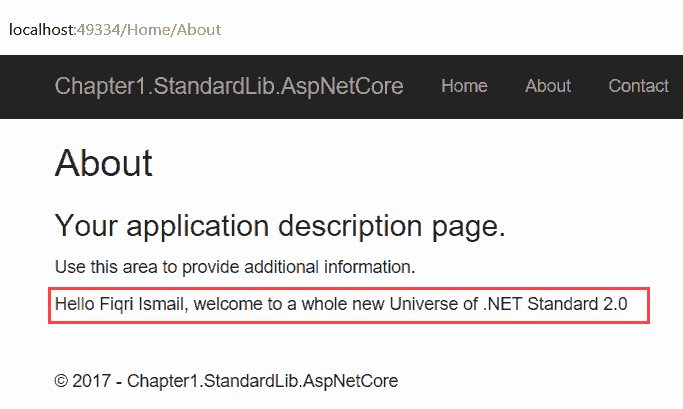 localhost:49334/Home/About
Chapter1.StandardLib.AspNetCore Home About Contact
About
Your application description page.
Use this area to provide additional information.
Hello Fiqri Ismail, welcome to a whole new Universe of .NET Standard 2.0
© 2017 - Chapter1.StandardLib.AspNetCore